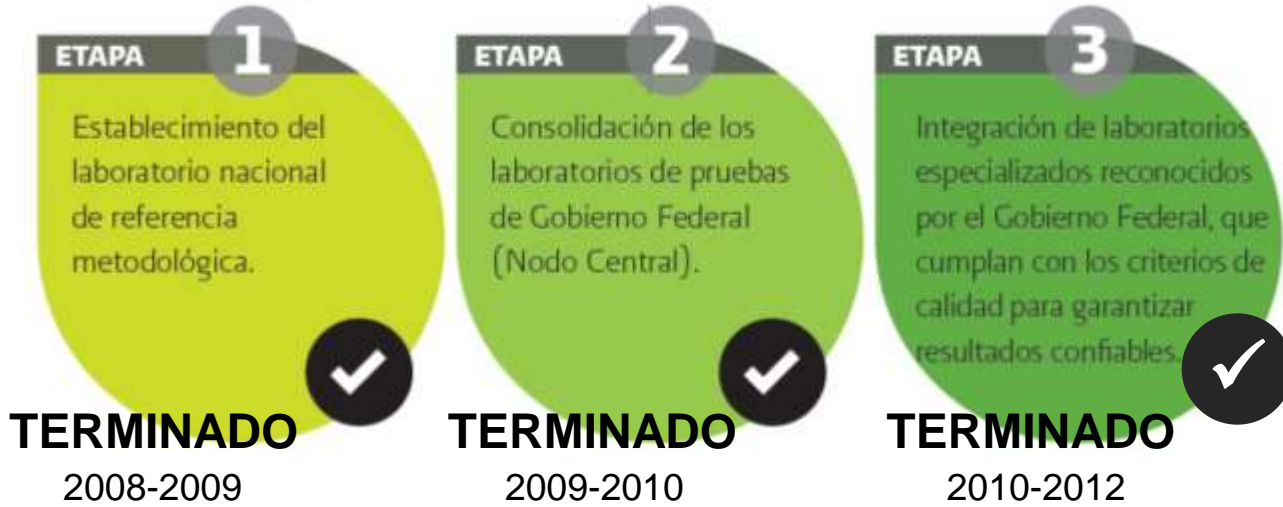 ETAPA 1
Establecimiento del
laboratorio nacional
de referencia
metodológica.
TERMINADO
2008-2009
ETAPA 2
Consolidación de los
laboratorios de pruebas
de Gobierno Federal
(Nodo Central).
TERMINADO
2009-2010
ETAPA 3
Integración de laboratorios
especializados reconocidos
por el Gobierno Federal, que
cumplan con los criterios de
calidad para garantizar
resultados confiables.
TERMINADO
2010-2012